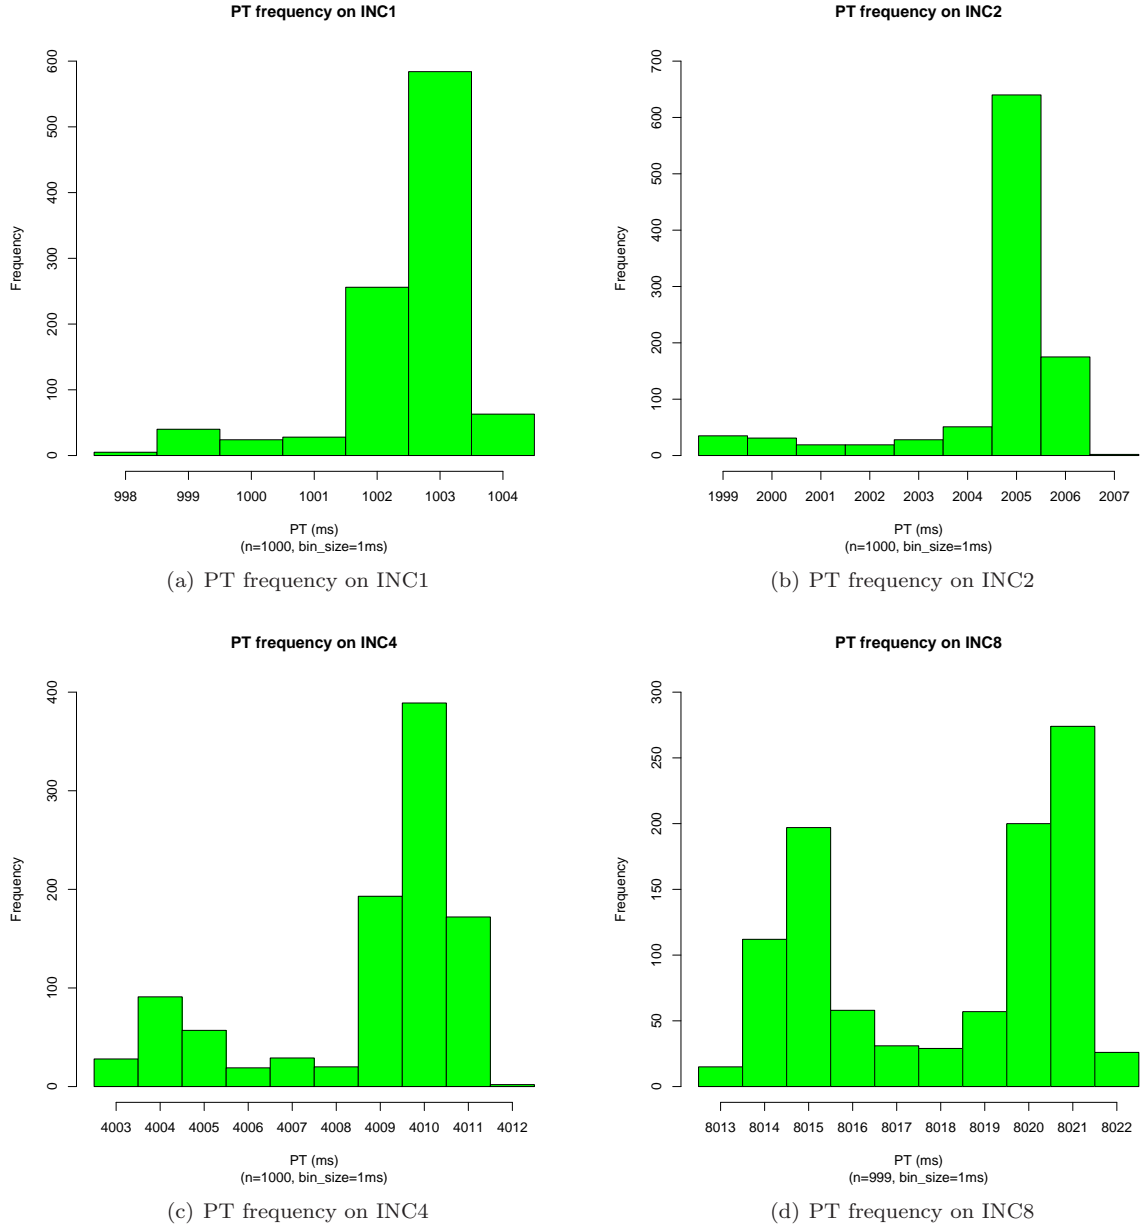 PT frequency on INC1
600
500
400
300
200
100
0
Frequency
998 999 1000 1001 1002 1003 1004
PT (ms)
(n=1000, bin_size=1ms)
(a) PT frequency on INC1
PT frequency on INC2
700
600
500
400
300
200
100
0
Frequency
1999 2000 2001 2002 2003 2004 2005 2006 2007
PT (ms)
(n=1000, bin_size=1ms)
(b) PT frequency on INC2
PT frequency on INC4
400
300
200
100
0
Frequency
4003 4004 4005 4006 4007 4008 4009 4010 4011 4012
PT (ms)
(n=1000, bin_size=1ms)
(c) PT frequency on INC4
PT frequency on INC8
300
250
200
150
100
50
0
Frequency
8013 8014 8015 8016 8017 8018 8019 8020 8021 8022
PT (ms)
(n=999, bin_size=1ms)
(d) PT frequency on INC8